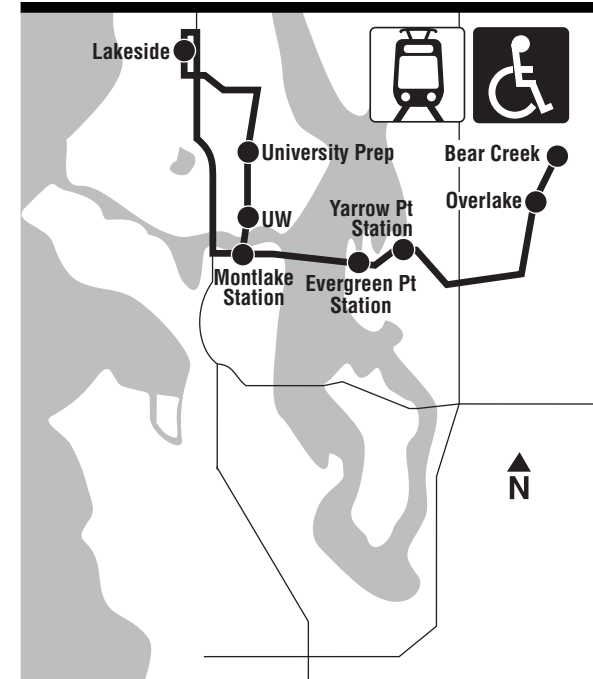 Lakeside
University Prep
Bear Creek
Yarrow Pt
Station
Overlake
UW
Montlake
Station
Evergreen Pt
Station
N